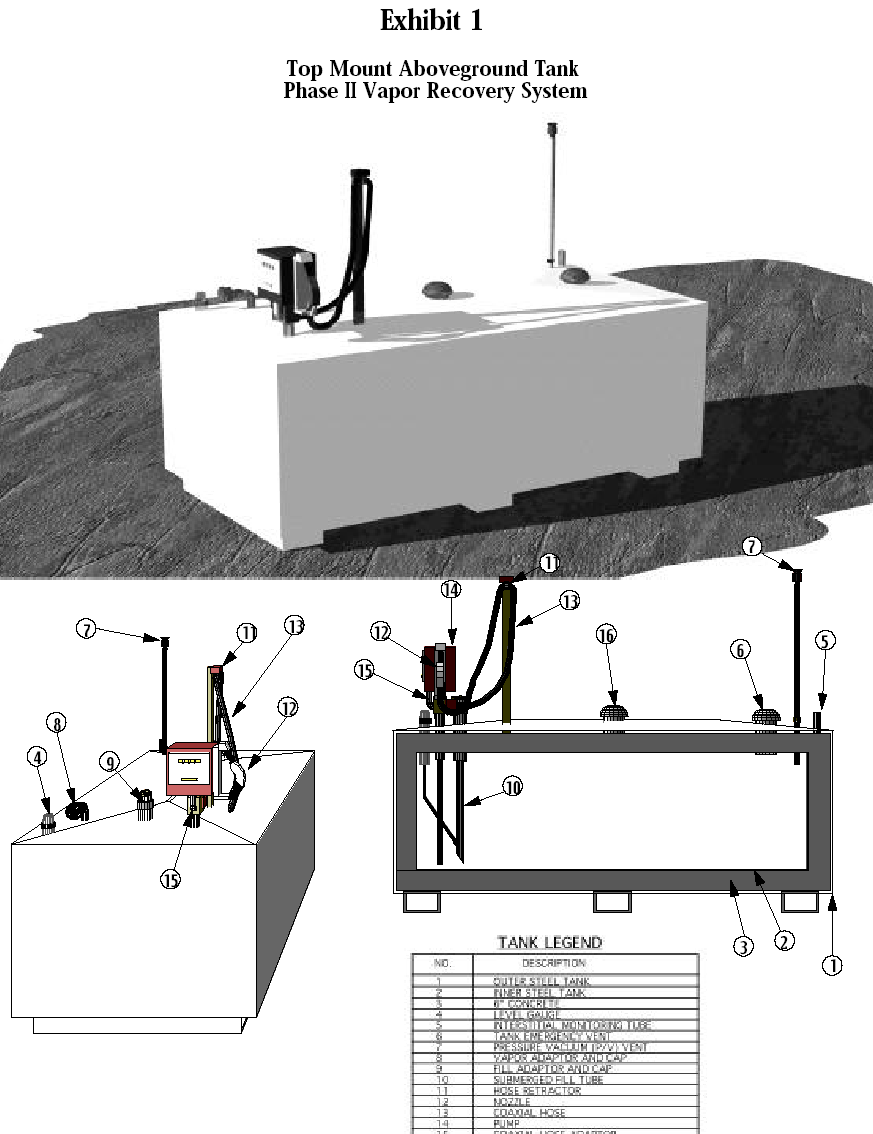 Exhibit 1
Top Mount Aboveground Tank
Phase II Vapor Recovery System
7
11
14
13
12
16
15
6
5
7
11
13
12
8
4
9
10
15
3
2
1
TANK LEGEND
NO. DESCRIPTION
1 OUTER STEEL TANK
2 INNER STEEL TANK
3 6" CONCRETE
4 LEVEL GAUGE
5 INTERSTITIAL MONITORING TUBE
6 TANK EMERGENCY VENT
7 PRESSURE VACUUM (P/V) VENT
8 VAPOR ADAPTOR AND CAP
9 FILL ADAPTOR AND CAP
10 SUBMERGED FILL TUBE
11 HOSE RETRACTOR
12 NOZZLE
13 COAXIAL HOSE
14 PUMP
15 COAXIAL HOSE ADAPTOR